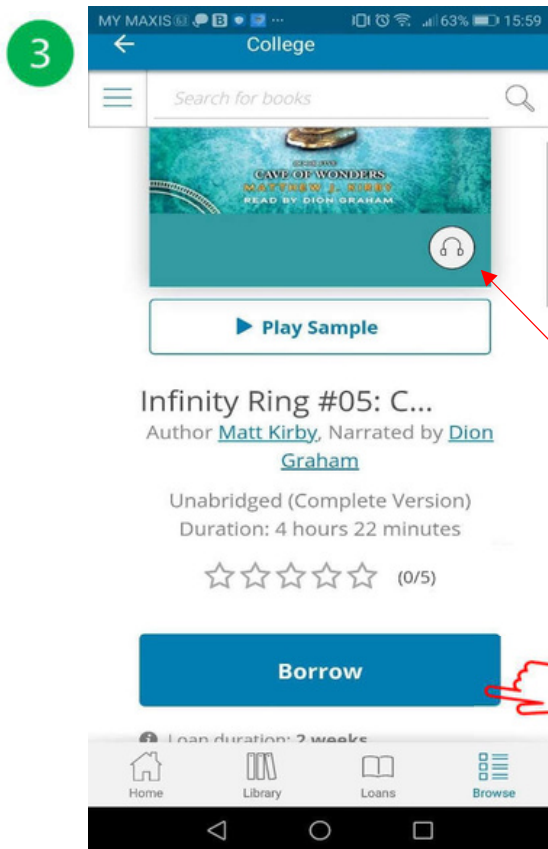 3
MY MAXIS B ... 63% 15:59
College
Search for books
CAVE OF WONDERS
MATTHEW J. KIRBY
READ BY DION GRAHAM
Play Sample
Infinity Ring #05: C...
Author Matt Kirby, Narrated by Dion
Graham
Unabridged (Complete Version)
Duration: 4 hours 22 minutes
(0/5)
Borrow
Loan duration: 2 weeks
Home Library Loans Browse